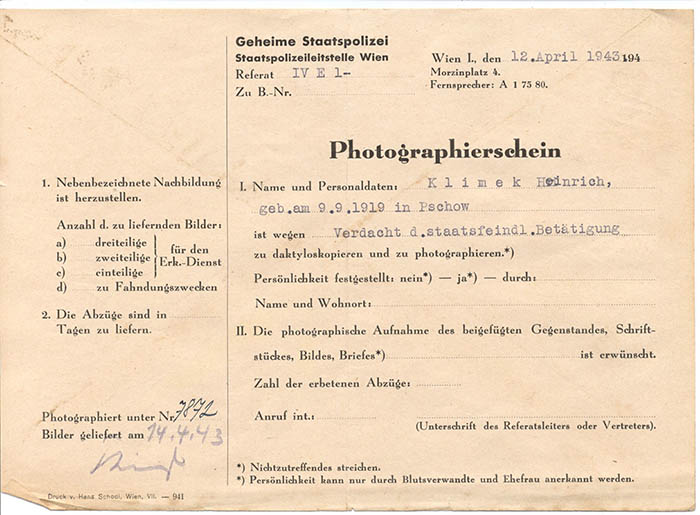 Geheime Staatspolizei
Staatspolizeileitstelle Wien
Referat IV E 1-
Zu B.-Nr.
Wien I., den 12.April 1943.194
Morzinplatz 4.
Fernsprecher: A 1 75 80.
Photographierschein
1. Nebenbezeichnete Nachbildung
ist herzustellen.
Anzahl d. zu liefernden Bilder:
a) dreiteilige
b) zweiteilige
c) einteilige
für den
Erk.-Dienst
d) zu Fahndungszwecken
2. Die Abzüge sind in
Tagen zu liefern.
Photographiert unter Nr. 7872
Bilder geliefert am 14.4.43
I. Name und Personaldaten: Klimek Heinrich,
geb.am 9.9.1919 in Pschow
ist wegen Verdacht d.staatsfeindl.Betätigung
zu daktyloskopieren und zu photographieren.*)
Persönlichkeit festgestellt: nein*) — ja*) — durch:
Name und Wohnort:
II. Die photographische Aufnahme des beigefügten Gegenstandes, Schrift-
stückes, Bildes, Briefes*) ist erwünscht.
Zahl der erbetenen Abzüge:
Anruf int.:
(Unterschrift des Referatsleiters oder Vertreters).
*) Nichtzutreffendes streichen.
*) Persönlichkeit kann nur durch Blutsverwandte und Ehefrau anerkannt werden.
Druck v. Hans Schodl, Wien, VII. — 941